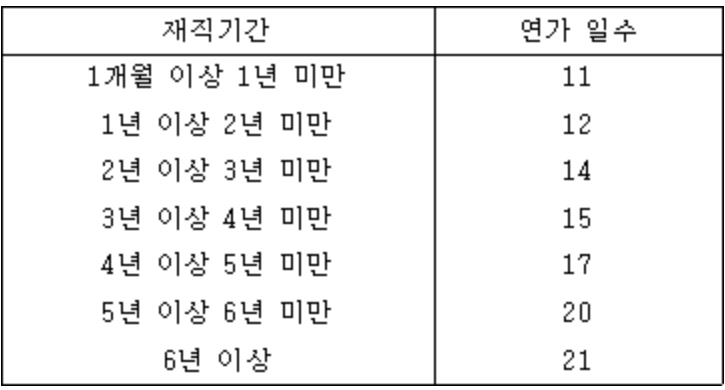 재직기간 연가 일수
1개월 이상 1년 미만 11
1년 이상 2년 미만 12
2년 이상 3년 미만 14
3년 이상 4년 미만 15
4년 이상 5년 미만 17
5년 이상 6년 미만 20
6년 이상 21